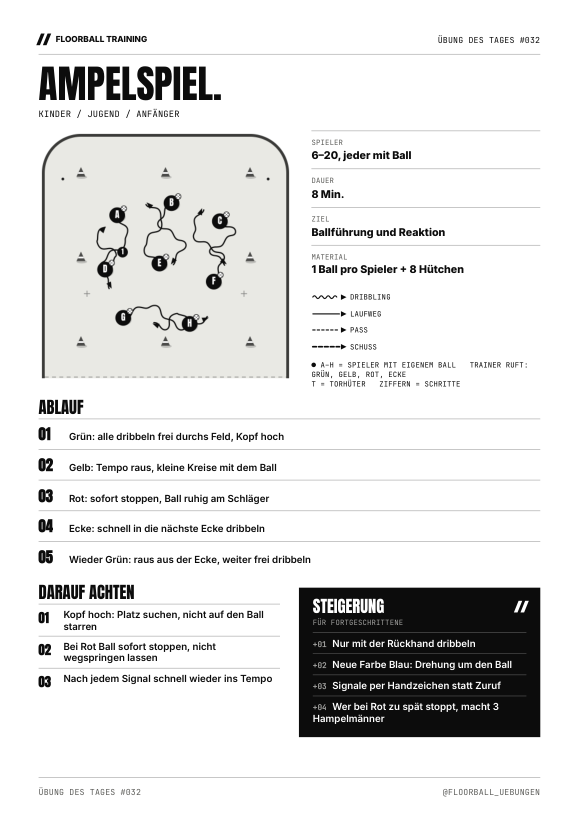 FLOORBALL TRAINING
ÜBUNG DES TAGES #032
AMPELSPIEL.
KINDER / JUGEND / ANFÄNGER
A
B
C
1
D
E
F
G
H
SPIELER
6–20, jeder mit Ball
DAUER
8 Min.
ZIEL
Ballführung und Reaktion
MATERIAL
1 Ball pro Spieler + 8 Hütchen
DRIBBLING
LAUFWEG
PASS
SCHUSS
● A–H = SPIELER MIT EIGENEM BALL TRAINER RUFT:
GRÜN, GELB, ROT, ECKE
T = TORHÜTER ZIFFERN = SCHRITTE
ABLAUF
01 Grün: alle dribbeln frei durchs Feld, Kopf hoch
02 Gelb: Tempo raus, kleine Kreise mit dem Ball
03 Rot: sofort stoppen, Ball ruhig am Schläger
04 Ecke: schnell in die nächste Ecke dribbeln
05 Wieder Grün: raus aus der Ecke, weiter frei dribbeln
DARAUF ACHTEN
01 Kopf hoch: Platz suchen, nicht auf den Ball
starren
02 Bei Rot Ball sofort stoppen, nicht
wegspringen lassen
03 Nach jedem Signal schnell wieder ins Tempo
STEIGERUNG
FÜR FORTGESCHRITTENE
+01 Nur mit der Rückhand dribbeln
+02 Neue Farbe Blau: Drehung um den Ball
+03 Signale per Handzeichen statt Zuruf
+04 Wer bei Rot zu spät stoppt, macht 3
Hampelmänner
ÜBUNG DES TAGES #032
@FLOORBALL_UEBUNGEN